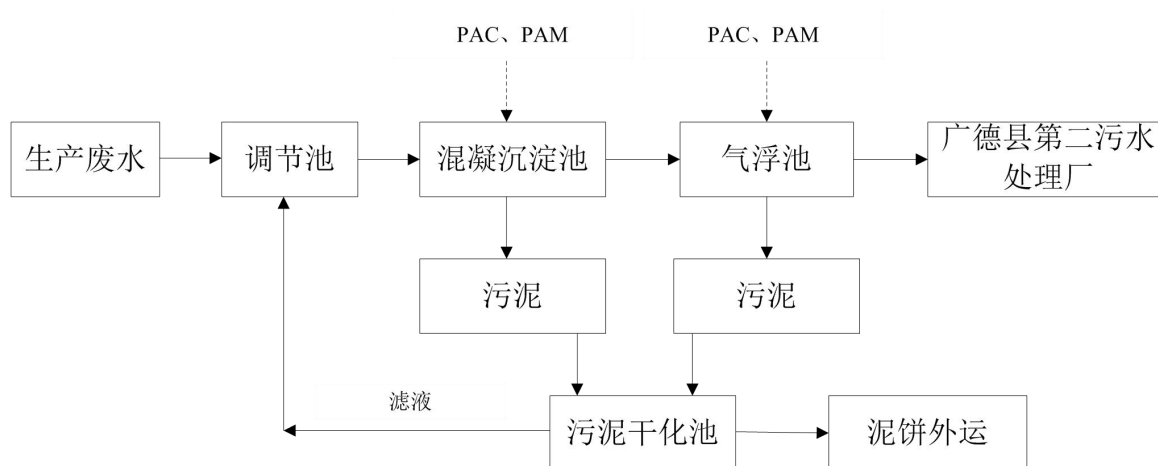 PAC、PAM
PAC、PAM
生产废水
调节池
混凝沉淀池
气浮池
广德县第二污水
处理厂
污泥
污泥
滤液
污泥干化池
泥饼外运